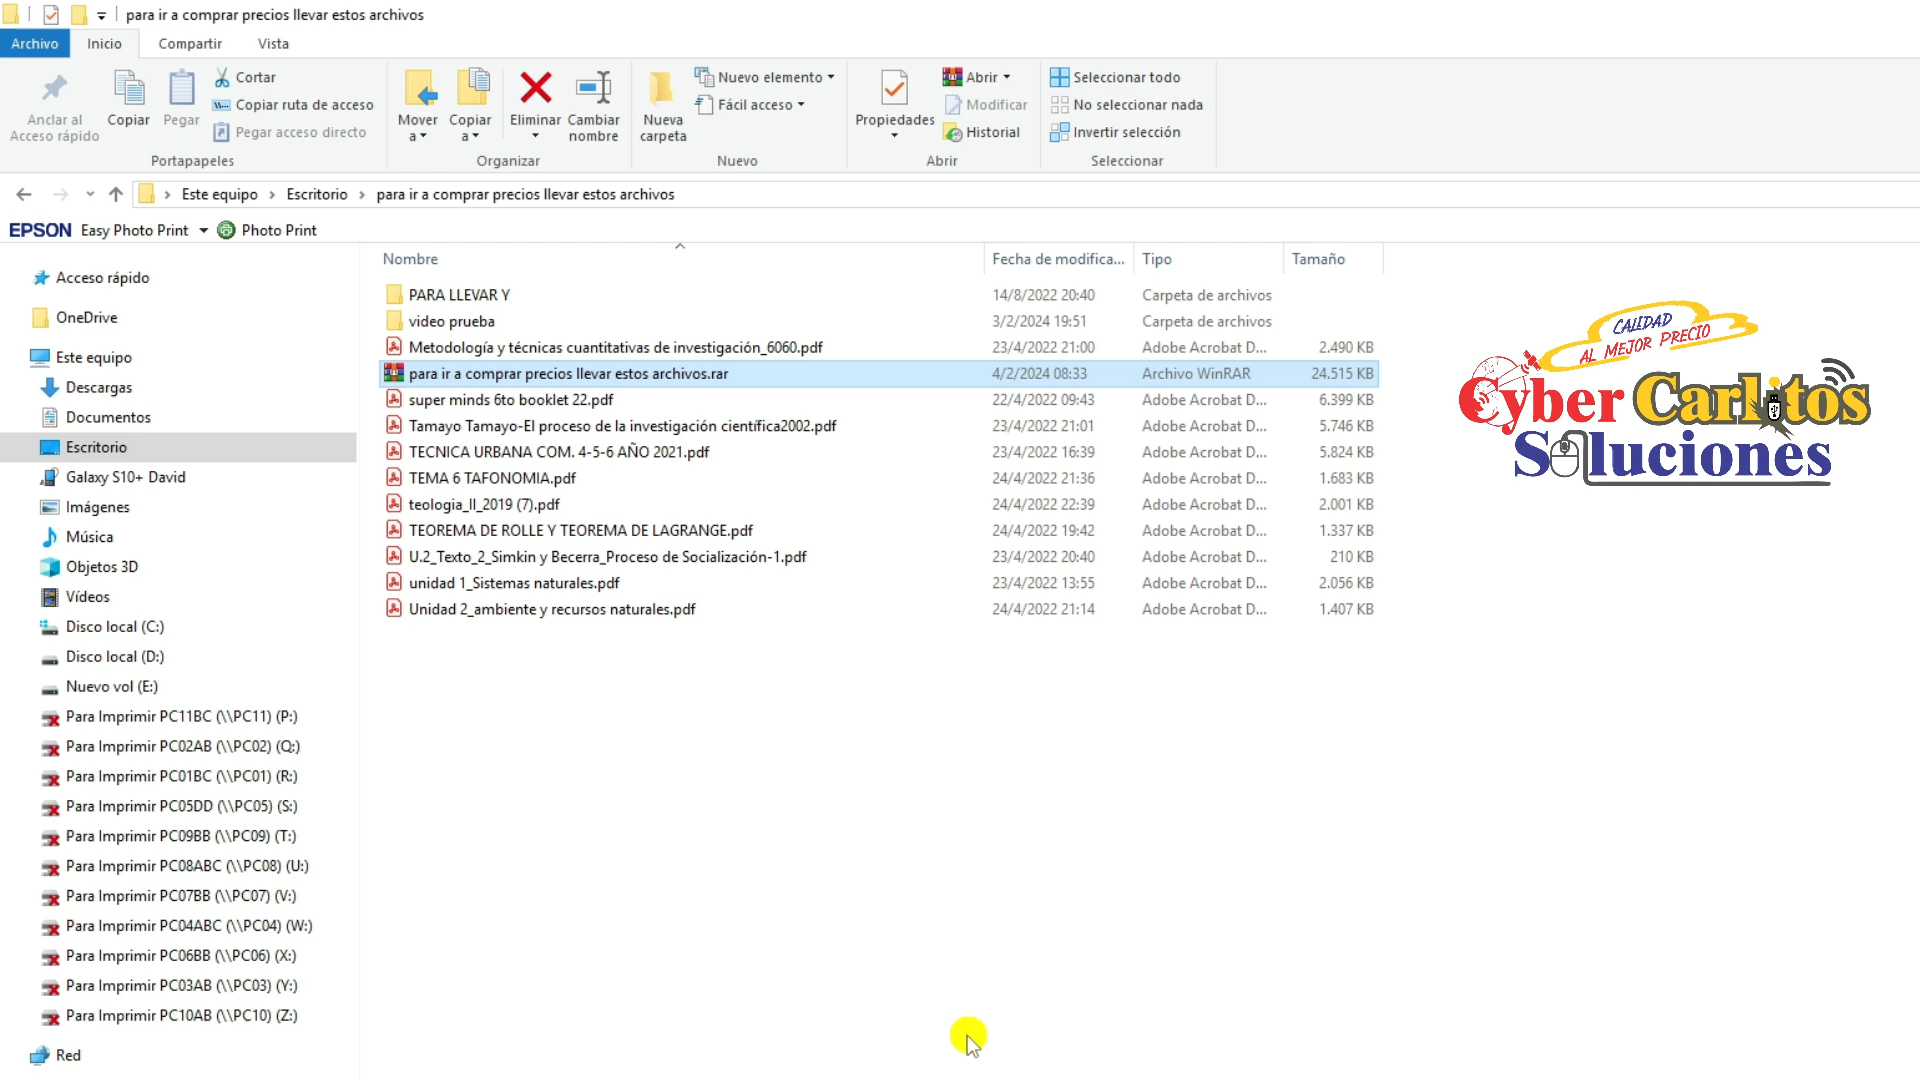 para ir a comprar precios llevar estos archivos
Archivo Inicio Compartir Vista
Anclar al Acceso rápido
Copiar
Pegar
Cortar
Copiar ruta de acceso
Pegar acceso directo
Portapapeles
Mover a
Copiar a
Eliminar
Cambiar nombre
Organizar
Nueva carpeta
Nuevo elemento
Fácil acceso
Nuevo
Propiedades
Abrir
Modificar
Historial
Abrir
Seleccionar todo
No seleccionar nada
Invertir selección
Seleccionar
Este equipo Escritorio para ir a comprar precios llevar estos archivos
EPSON Easy Photo Print Photo Print
Acceso rápido
OneDrive
Este equipo
Descargas
Documentos
Escritorio
Galaxy S10+ David
Imágenes
Música
Objetos 3D
Vídeos
Disco local (C:)
Disco local (D:)
Nuevo vol (E:)
Para Imprimir PC11BC (\\PC11) (P:)
Para Imprimir PC02AB (\\PC02) (Q:)
Para Imprimir PC01BC (\\PC01) (R:)
Para Imprimir PC05DD (\\PC05) (S:)
Para Imprimir PC09BB (\\PC09) (T:)
Para Imprimir PC08ABC (\\PC08) (U:)
Para Imprimir PC07BB (\\PC07) (V:)
Para Imprimir PC04ABC (\\PC04) (W:)
Para Imprimir PC06BB (\\PC06) (X:)
Para Imprimir PC03AB (\\PC03) (Y:)
Para Imprimir PC10AB (\\PC10) (Z:)
Red
Nombre Fecha de modifica... Tipo Tamaño
PARA LLEVAR Y 14/8/2022 20:40 Carpeta de archivos
video prueba 3/2/2024 19:51 Carpeta de archivos
Metodología y técnicas cuantitativas de investigación_6060.pdf 23/4/2022 21:00 Adobe Acrobat D... 2.490 KB
para ir a comprar precios llevar estos archivos.rar 4/2/2024 08:33 Archivo WinRAR 24.515 KB
super minds 6to booklet 22.pdf 22/4/2022 09:43 Adobe Acrobat D... 6.399 KB
Tamayo Tamayo-El proceso de la investigación científica2002.pdf 23/4/2022 21:01 Adobe Acrobat D... 5.746 KB
TECNICA URBANA COM. 4-5-6 AÑO 2021.pdf 23/4/2022 16:39 Adobe Acrobat D... 5.824 KB
TEMA 6 TAFONOMIA.pdf 24/4/2022 21:36 Adobe Acrobat D... 1.683 KB
teologia_II_2019 (7).pdf 24/4/2022 22:39 Adobe Acrobat D... 2.001 KB
TEOREMA DE ROLLE Y TEOREMA DE LAGRANGE.pdf 24/4/2022 19:42 Adobe Acrobat D... 1.337 KB
U.2_Texto_2_Simkin y Becerra_Proceso de Socialización-1.pdf 23/4/2022 20:40 Adobe Acrobat D... 210 KB
unidad 1_Sistemas naturales.pdf 23/4/2022 13:55 Adobe Acrobat D... 2.056 KB
Unidad 2_ambiente y recursos naturales.pdf 24/4/2022 21:14 Adobe Acrobat D... 1.407 KB
CALIDAD
AL MEJOR PRECIO
Cyber Carlitos
Soluciones